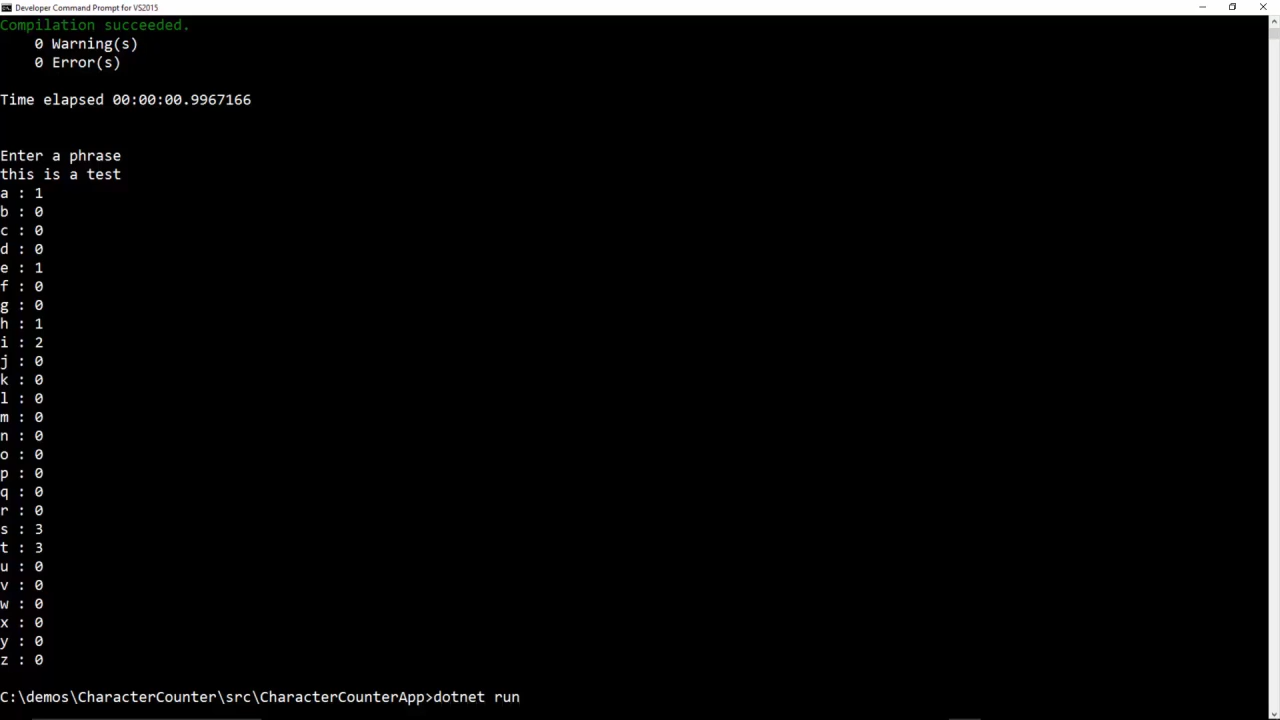 Developer Command Prompt for VS2015
Compilation succeeded.
    0 Warning(s)
    0 Error(s)
Time elapsed 00:00:00.9967166
Enter a phrase
this is a test
a : 1
b : 0
c : 0
d : 0
e : 1
f : 0
g : 0
h : 1
i : 2
j : 0
k : 0
l : 0
m : 0
n : 0
o : 0
p : 0
q : 0
r : 0
s : 3
t : 3
u : 0
v : 0
w : 0
x : 0
y : 0
z : 0
C:\demos\CharacterCounter\src\CharacterCounterApp>dotnet run